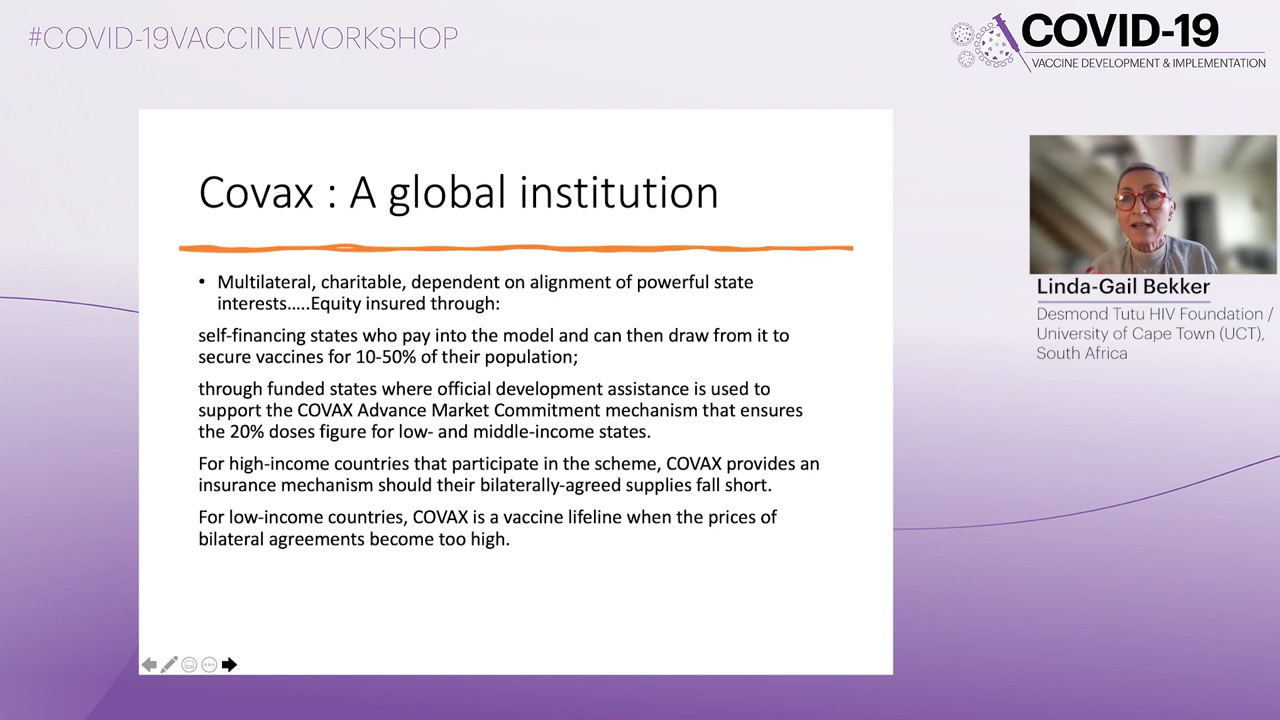 #COVID-19VACCINEWORKSHOP
COVID-19
VACCINE DEVELOPMENT & IMPLEMENTATION
Covax : A global institution
• Multilateral, charitable, dependent on alignment of powerful state
interests.....Equity insured through:
self-financing states who pay into the model and can then draw from it to
secure vaccines for 10-50% of their population;
through funded states where official development assistance is used to
support the COVAX Advance Market Commitment mechanism that ensures
the 20% doses figure for low- and middle-income states.
For high-income countries that participate in the scheme, COVAX provides an
insurance mechanism should their bilaterally-agreed supplies fall short.
For low-income countries, COVAX is a vaccine lifeline when the prices of
bilateral agreements become too high.
Linda-Gail Bekker
Desmond Tutu HIV Foundation /
University of Cape Town (UCT),
South Africa